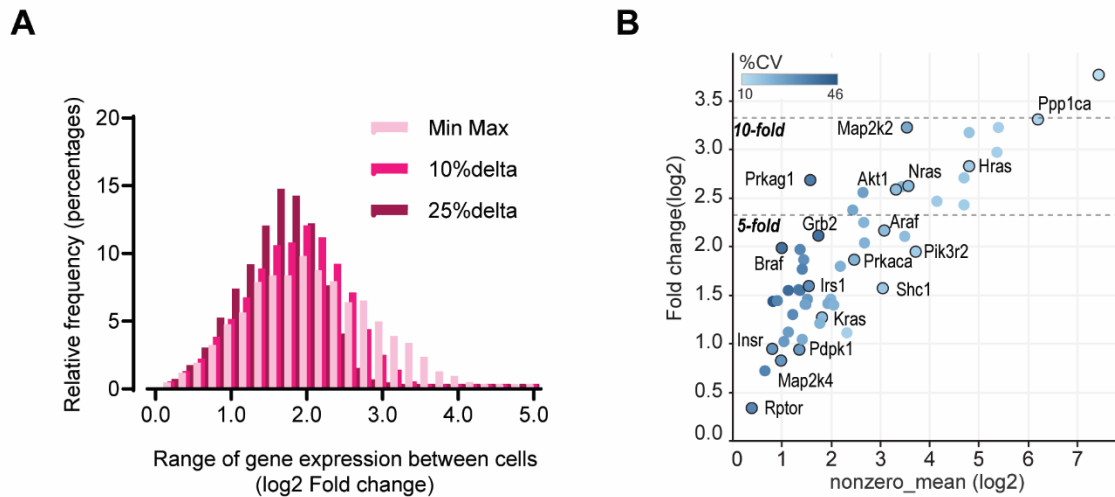 A
Relative frequency (percentages)
20
15
10
5
0
Min Max
10%delta
25%delta
0.0 1.0 2.0 3.0 4.0 5.0
Range of gene expression between cells
(log2 Fold change)
B
Fold change(log2)
3.5
3.0
2.5
2.0
1.5
1.0
0.5
0.0
%CV
10 46
Ppp1ca
10-fold
Map2k2
Hras
Nras
Akt1
Prkag1
5-fold
Grb2
Araf
Pik3r2
Braf
Prkaca
Irs1
Shc1
Kras
Insr
Pdpk1
Map2k4
Rptor
0 1 2 3 4 5 6 7
nonzero_mean (log2)